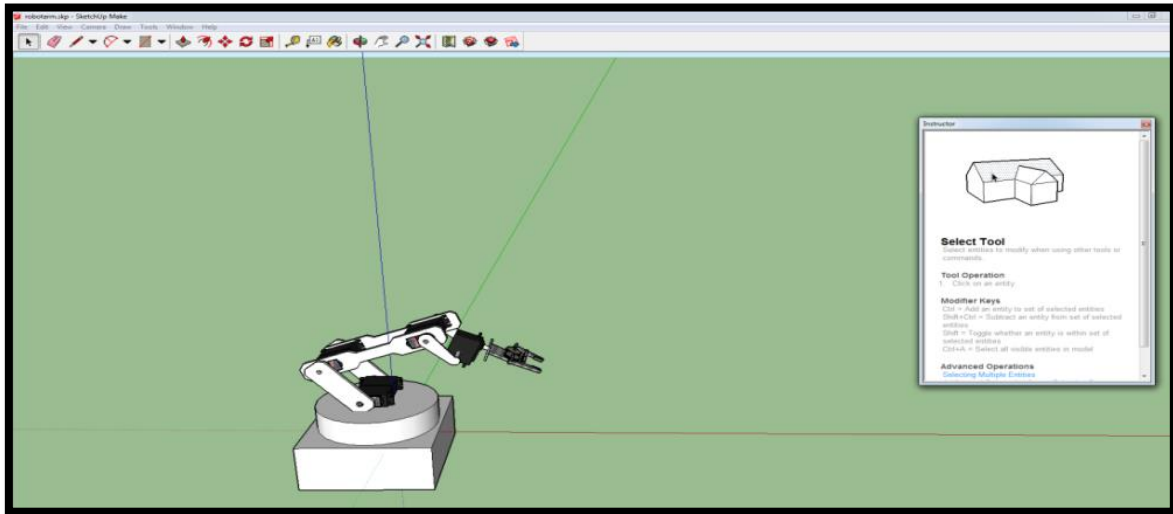 roboterm.skp - SketchUp Make
File Edit View Camera Draw Tools Window Help
Instructor
Select Tool
Select entities to modify when using other tools or
commands.
Tool Operation
1 Click on an entity.
Modifier Keys
Ctrl = Add an entity to set of selected entities
Shift+Ctrl = Subtract an entity from set of selected
entities
Shift = Toggle whether an entity is within set of
selected entities
Ctrl+A = Select all visible entities in model
Advanced Operations
Selecting Multiple Entities